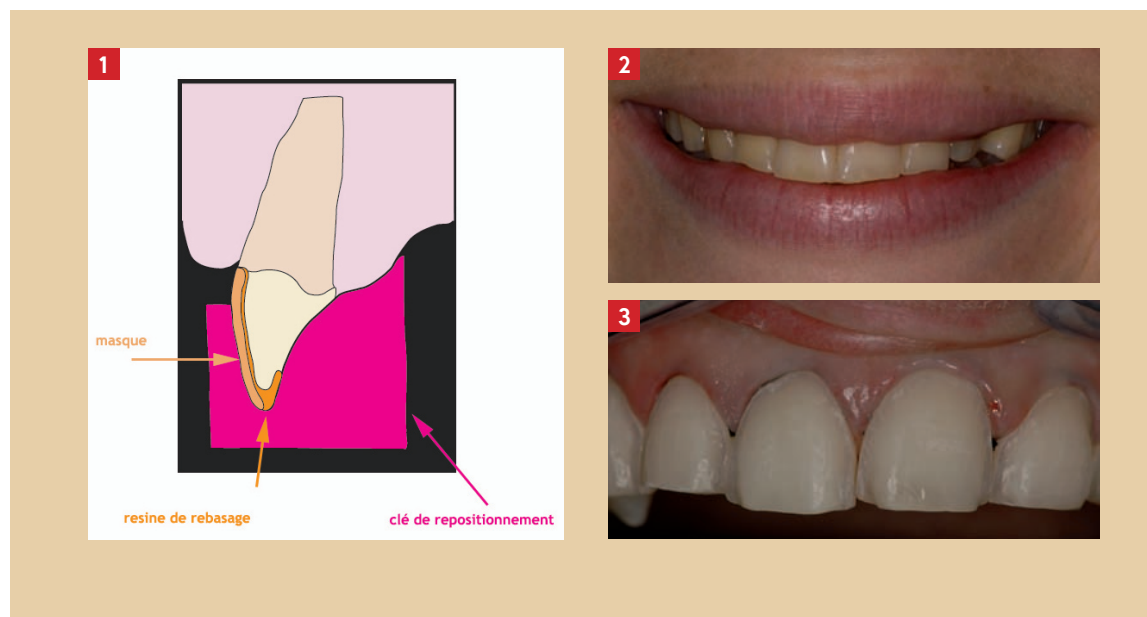 1
masque
resine de rebasage
clé de repositionnement
2
3